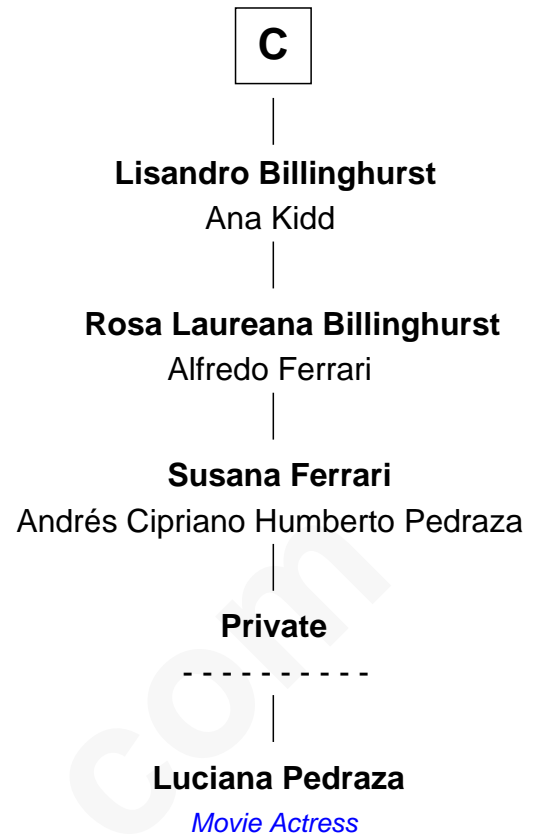 C
Lisandro Billinghurst
Ana Kidd
Rosa Laureana Billinghurst
Alfredo Ferrari
Susana Ferrari
Andrés Cipriano Humberto Pedraza
Private
- - - - - - - - - -
Luciana Pedraza
Movie Actress
com